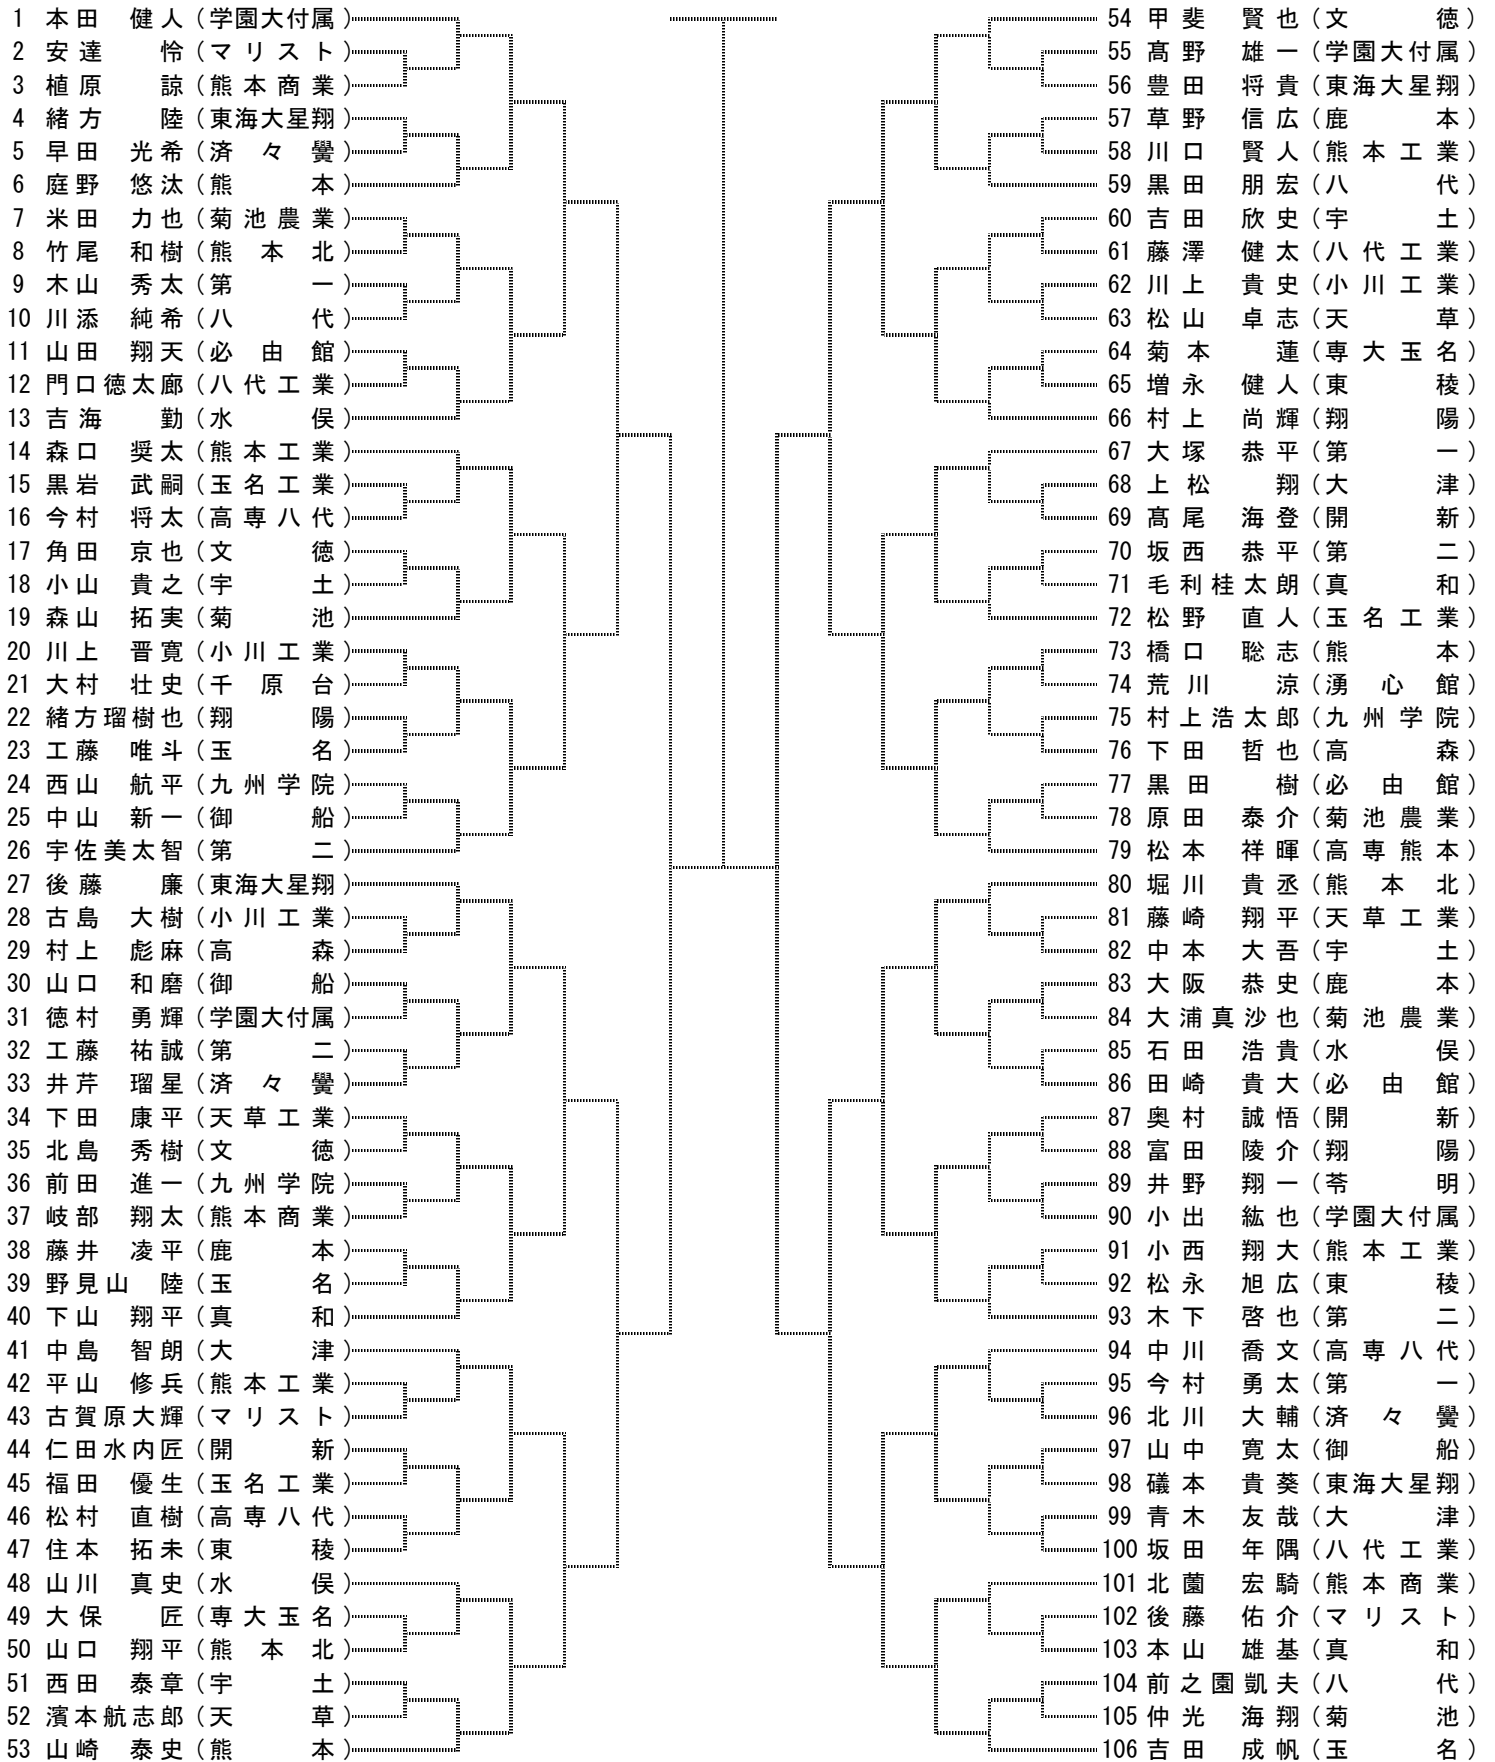 1 本田 健人（学園大付属）
2 安達 怜（マリスト）
3 植原 諒（熊本商業）
4 緒方 陸（東海大星翔）
5 早田 光希（済々黌）
6 庭野 悠汰（熊本）
7 米田 力也（菊池農業）
8 竹尾 和樹（熊本北）
9 木山 秀太（第一）
10 川添 純希（八代）
11 山田 翔天（必由館）
12 門口徳太廊（八代工業）
13 吉海 勤（水俣）
14 森口 奨太（熊本工業）
15 黒岩 武嗣（玉名工業）
16 今村 将太（高専八代）
17 角田 京也（文徳）
18 小山 貴之（宇土）
19 森山 拓実（菊池）
20 川上 晋寛（小川工業）
21 大村 壮史（千原台）
22 緒方瑠樹也（翔陽）
23 工藤 唯斗（玉名）
24 西山 航平（九州学院）
25 中山 新一（御船）
26 宇佐美太智（第二）
27 後藤 廉（東海大星翔）
28 古島 大樹（小川工業）
29 村上 彪麻（高森）
30 山口 和磨（御船）
31 徳村 勇輝（学園大付属）
32 工藤 祐誠（第二）
33 井芹 瑠星（済々黌）
34 下田 康平（天草工業）
35 北島 秀樹（文徳）
36 前田 進一（九州学院）
37 岐部 翔太（熊本商業）
38 藤井 凌平（鹿本）
39 野見山 陸（玉名）
40 下山 翔平（真和）
41 中島 智朗（大津）
42 平山 修兵（熊本工業）
43 古賀原大輝（マリスト）
44 仁田水内匠（開新）
45 福田 優生（玉名工業）
46 松村 直樹（高専八代）
47 住本 拓未（東稜）
48 山川 真史（水俣）
49 大保 匠（専大玉名）
50 山口 翔平（熊本北）
51 西田 泰章（宇土）
52 濱本航志郎（天草）
53 山崎 泰史（熊本）
54 甲斐 賢也（文徳）
55 髙野 雄一（学園大付属）
56 豊田 将貴（東海大星翔）
57 草野 信広（鹿本）
58 川口 賢人（熊本工業）
59 黒田 朋宏（八代）
60 吉田 欣史（宇土）
61 藤澤 健太（八代工業）
62 川上 貴史（小川工業）
63 松山 卓志（天草）
64 菊本 蓮（専大玉名）
65 増永 健人（東稜）
66 村上 尚輝（翔陽）
67 大塚 恭平（第一）
68 上松 翔（大津）
69 髙尾 海登（開新）
70 坂西 恭平（第二）
71 毛利桂太朗（真和）
72 松野 直人（玉名工業）
73 橋口 聡志（熊本）
74 荒川 涼（湧心館）
75 村上浩太郎（九州学院）
76 下田 哲也（高森）
77 黒田 樹（必由館）
78 原田 泰介（菊池農業）
79 松本 祥暉（高専熊本）
80 堀川 貴丞（熊本北）
81 藤崎 翔平（天草工業）
82 中本 大吾（宇土）
83 大阪 恭史（鹿本）
84 大浦真沙也（菊池農業）
85 石田 浩貴（水俣）
86 田崎 貴大（必由館）
87 奥村 誠悟（開新）
88 富田 陵介（翔陽）
89 井野 翔一（苓明）
90 小出 紘也（学園大付属）
91 小西 翔大（熊本工業）
92 松永 旭広（東稜）
93 木下 啓也（第二）
94 中川 喬文（高専八代）
95 今村 勇太（第一）
96 北川 大輔（済々黌）
97 山中 寛太（御船）
98 礒本 貴葵（東海大星翔）
99 青木 友哉（大津）
100 坂田 年隅（八代工業）
101 北薗 宏騎（熊本商業）
102 後藤 佑介（マリスト）
103 本山 雄基（真和）
104 前之園凱夫（八代）
105 仲光 海翔（菊池）
106 吉田 成帆（玉名）